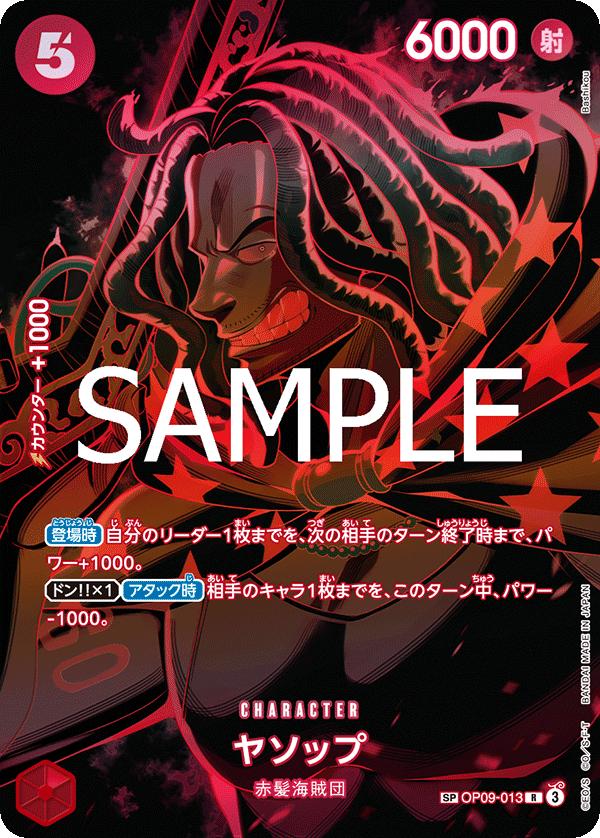 5
6000 射
Bashikou
カウンター +1000
SAMPLE
登場時 自分のリーダー1枚までを、次の相手のターン終了時まで、パ
ワー+1000。
ドン!!×1 アタック時 相手のキャラ1枚までを、このターン中、パワー
-1000。
CHARACTER
ヤソップ
赤髪海賊団
SP OP09-013 R 3
©EO/S ©O/S・F・T BANDAI MADE IN JAPAN